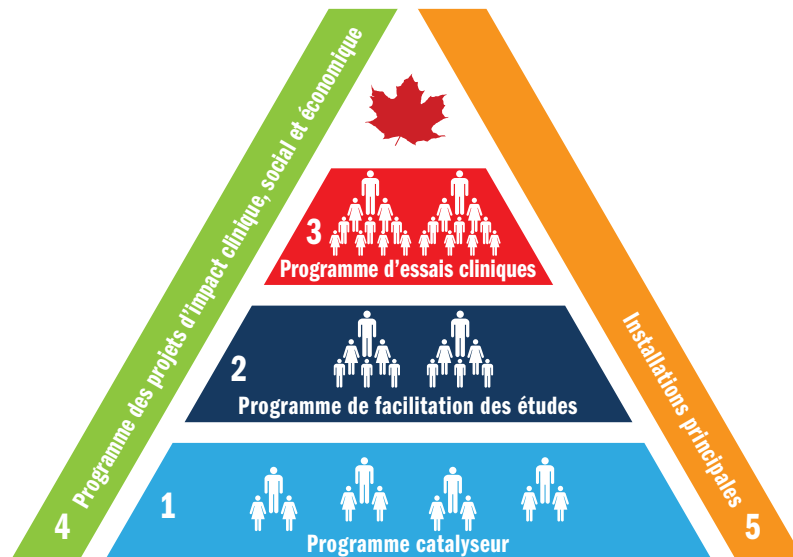 3
Programme d'essais cliniques
2
Programme de facilitation des études
1
Programme catalyseur
4 Programme des projets d'impact clinique, social et économique
Installations principales 5